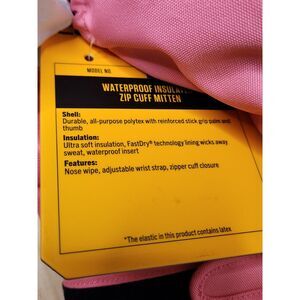 MODEL NO.
WATERPROOF INSULATED
ZIP CUFF MITTEN
Shell:
Durable, all-purpose polytex with reinforced stick grip palm and
thumb
Insulation:
Ultra soft insulation, FastDry® technology lining wicks away
sweat, waterproof insert
Features:
Nose wipe, adjustable wrist strap, zipper cuff closure
*The elastic in this product contains latex.